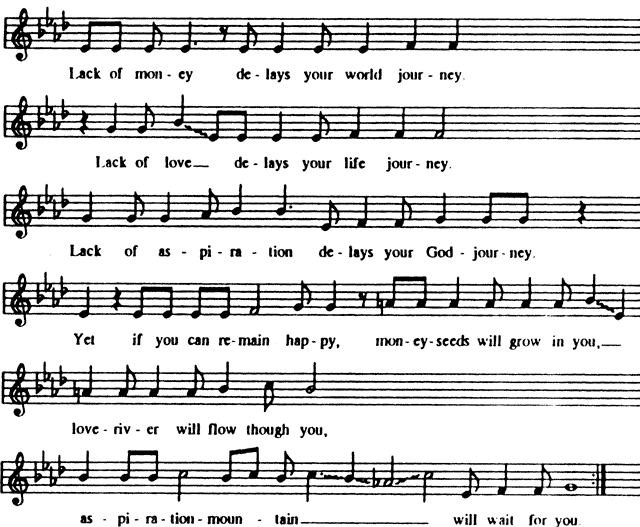 Lack of mon - ey de - lays your world jour - ney.
Lack of love__ de - lays your life jour - ney.
Lack of as - pi - ra - tion de - lays your God - jour - ney.
Yet if you can re - main hap - py, mon - ey - seeds will grow in you,__
love - riv - er will flow though you,
as - pi - ra - tion - moun - tain__________ will wait for you.